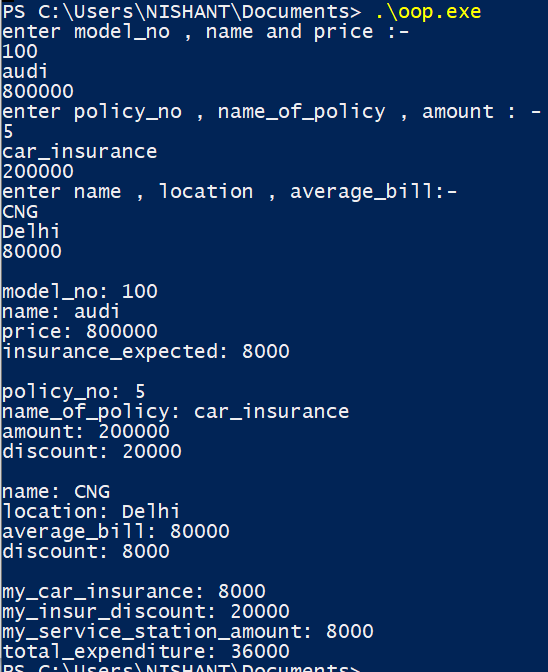 PS C:\Users\NISHANT\Documents> .\oop.exe
enter model_no , name and price :-
100
audi
800000
enter policy_no , name_of_policy , amount : -
5
car_insurance
200000
enter name , location , average_bill:-
CNG
Delhi
80000
model_no: 100
name: audi
price: 800000
insurance_expected: 8000
policy_no: 5
name_of_policy: car_insurance
amount: 200000
discount: 20000
name: CNG
location: Delhi
average_bill: 80000
discount: 8000
my_car_insurance: 8000
my_insur_discount: 20000
my_service_station_amount: 8000
total_expenditure: 36000
PS C:\Users\NISHANT\Documents>